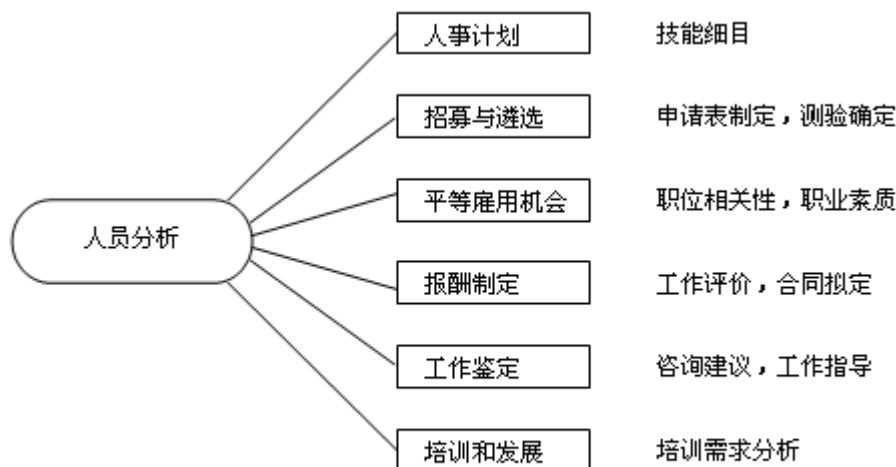 人事计划 技能细目
招募与遴选 申请表制定，测验确定
平等雇用机会 职位相关性，职业素质
人员分析
报酬制定 工作评价，合同拟定
工作鉴定 咨询建议，工作指导
培训和发展 培训需求分析